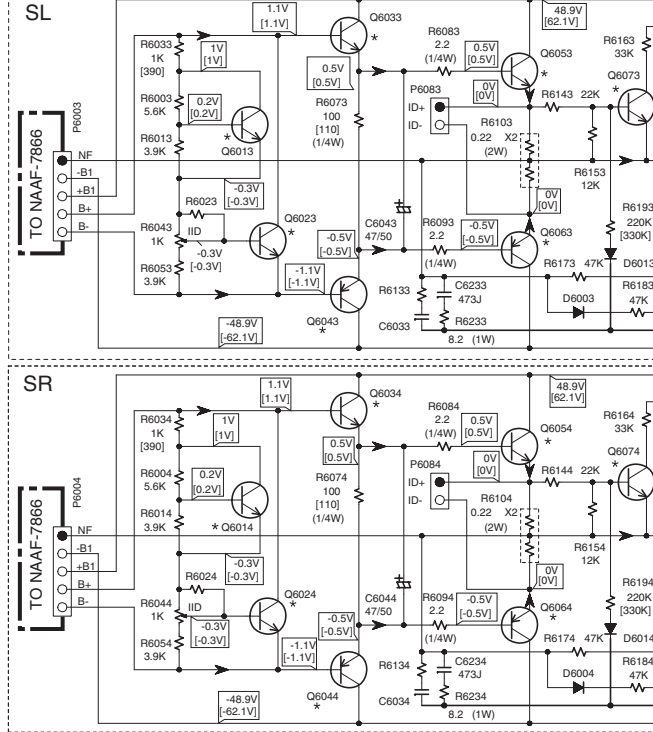 SL
1.1V
[1.1V]
Q6033
*
48.9V
[62.1V]
R6033
1K
[390]
1V
[1V]
R6083
2.2
(1/4W)
0.5V
[0.5V]
Q6053
*
R6163
33K
0.5V
[0.5V]
R6003
5.6K
0.2V
[0.2V]
R6073
100
[110]
(1/4W)
P6083
ID+
ID-
0V
[0V]
R6143 22K
Q6073
*
P6003
R6013
3.9K
* Q6013
R6103
0.22
(2W)
X2
R6153
12K
TO NAAF-7866
NF
-B1
+B1
B+
B-
-0.3V
[-0.3V]
R6023
0V
[0V]
R6193
220K
[330K]
R6043
1K
IID
-0.3V
[-0.3V]
Q6023
*
-0.5V
[-0.5V]
C6043
47/50
R6093
2.2
(1/4W)
-0.5V
[-0.5V]
Q6063
*
R6053
3.9K
-1.1V
[-1.1V]
R6173 47K
D6013
R6133
C6233
473J
D6003
R6183
47K
-48.9V
[-62.1V]
Q6043
*
C6033
R6233
8.2 (1W)
SR
1.1V
[1.1V]
Q6034
*
48.9V
[62.1V]
R6034
1K
[390]
1V
[1V]
R6084
2.2
(1/4W)
0.5V
[0.5V]
Q6054
*
R6164
33K
0.5V
[0.5V]
R6004
5.6K
0.2V
[0.2V]
R6074
100
[110]
(1/4W)
P6084
ID+
ID-
0V
[0V]
R6144 22K
Q6074
*
P6004
R6014
3.9K
* Q6014
R6104
0.22
(2W)
X2
R6154
12K
TO NAAF-7866
NF
-B1
+B1
B+
B-
-0.3V
[-0.3V]
R6024
0V
[0V]
R6194
220K
[330K]
R6044
1K
IID
-0.3V
[-0.3V]
Q6024
*
-0.5V
[-0.5V]
C6044
47/50
R6094
2.2
(1/4W)
-0.5V
[-0.5V]
Q6064
*
R6054
3.9K
-1.1V
[-1.1V]
R6174 47K
D6014
R6134
C6234
473J
D6004
R6184
47K
-48.9V
[-62.1V]
Q6044
*
C6034
R6234
8.2 (1W)